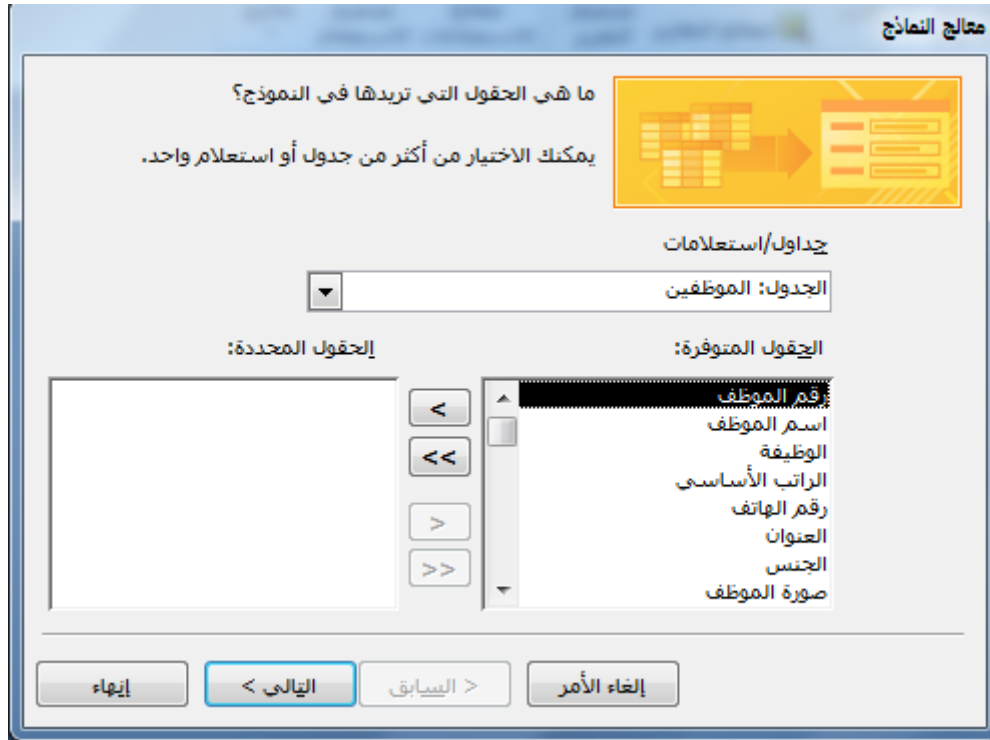 معالج النماذج
ما هي الحقول التي تريدها في النموذج؟
يمكنك الاختيار من أكثر من جدول أو استعلام واحد.
جداول/استعلامات
الجدول: الموظفين
الحقول المتوفرة:
الحقول المحددة:
رقم الموظف
اسم الموظف
الوظيفة
الراتب الأساسي
رقم الهاتف
العنوان
الجنس
صورة الموظف
<
<<
>
>>
إلغاء الأمر
< السابق
التالي >
إنهاء